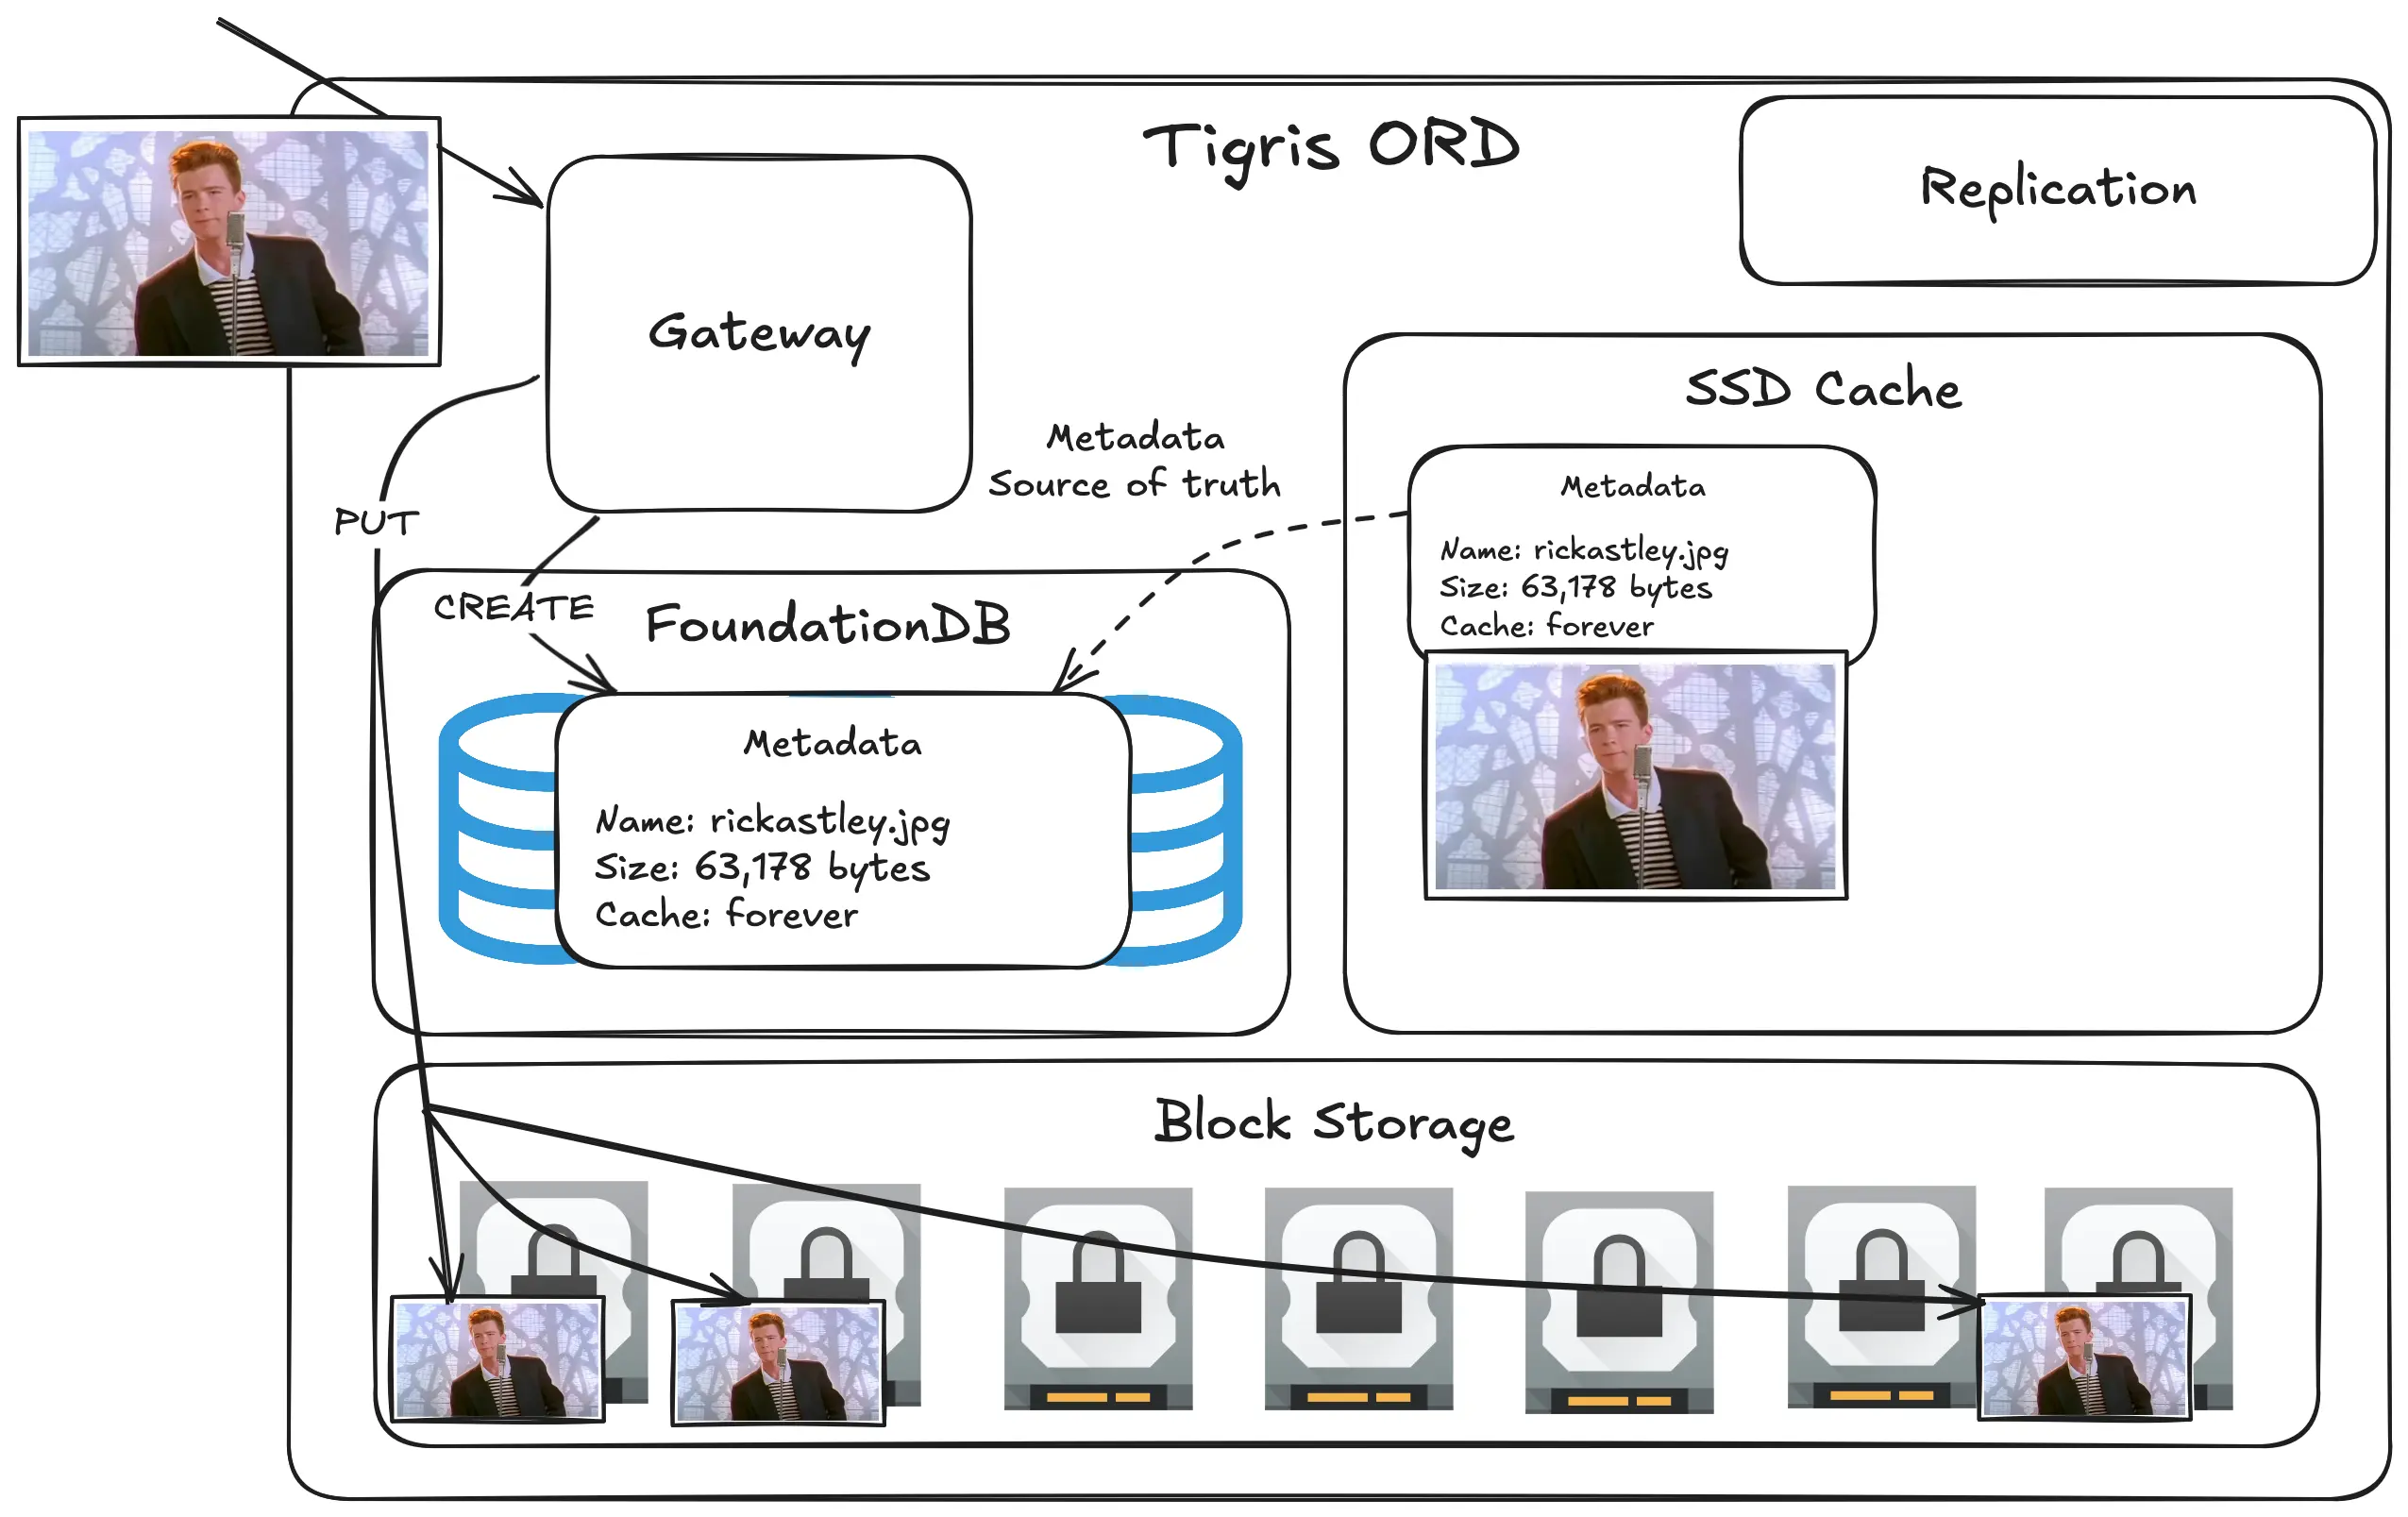 Tigris ORD
Replication
Gateway
SSD Cache
Metadata
Source of truth
Metadata
Name: rickastley.jpg
Size: 63,178 bytes
Cache: forever
PUT
CREATE
FoundationDB
Metadata
Name: rickastley.jpg
Size: 63,178 bytes
Cache: forever
Block Storage